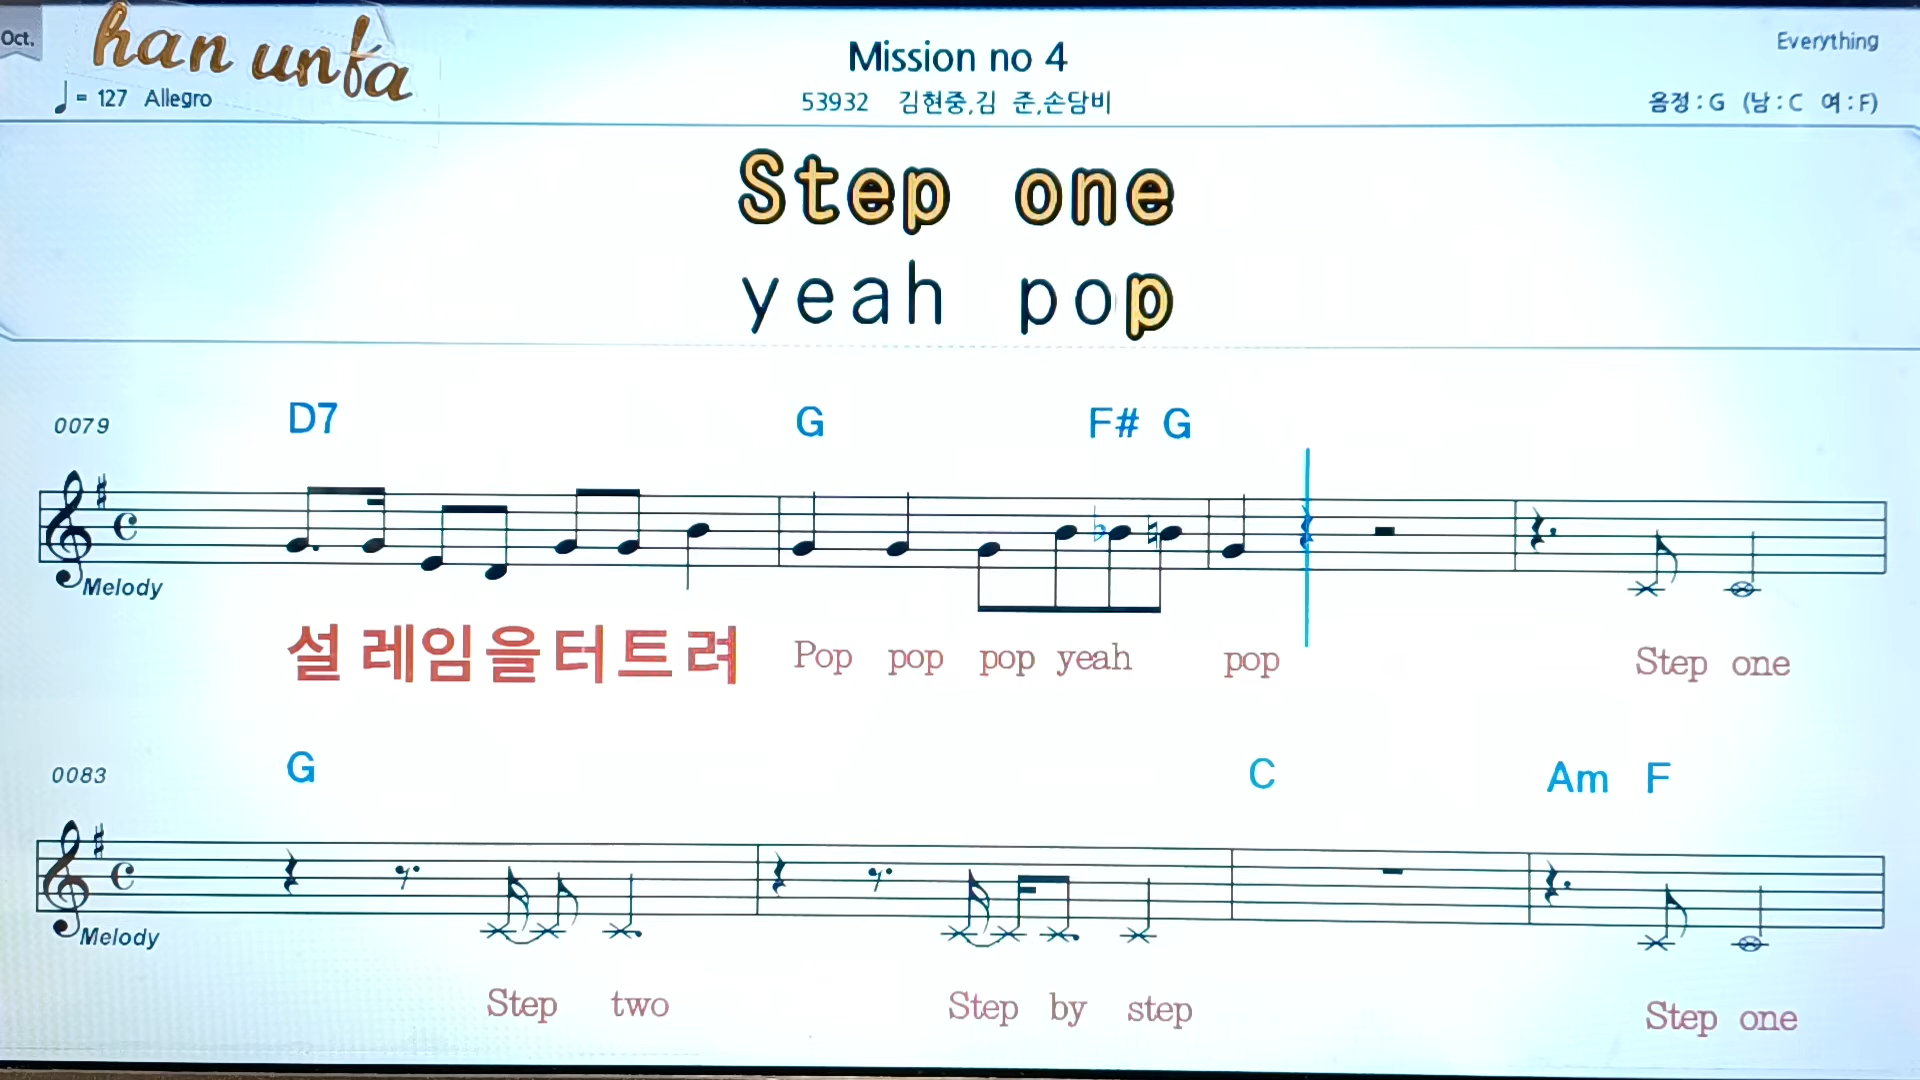 Oct.
han unfa
Mission no 4
Everything
♩= 127 Allegro
53932 김현중,김 준,손담비
음정:G (남:C 여:F)
Step one
yeah pop
0079
D7 G F# G
Melody
설레임을터트려 Pop pop pop yeah pop Step one
0083
G C Am F
Melody
Step two Step by step Step one